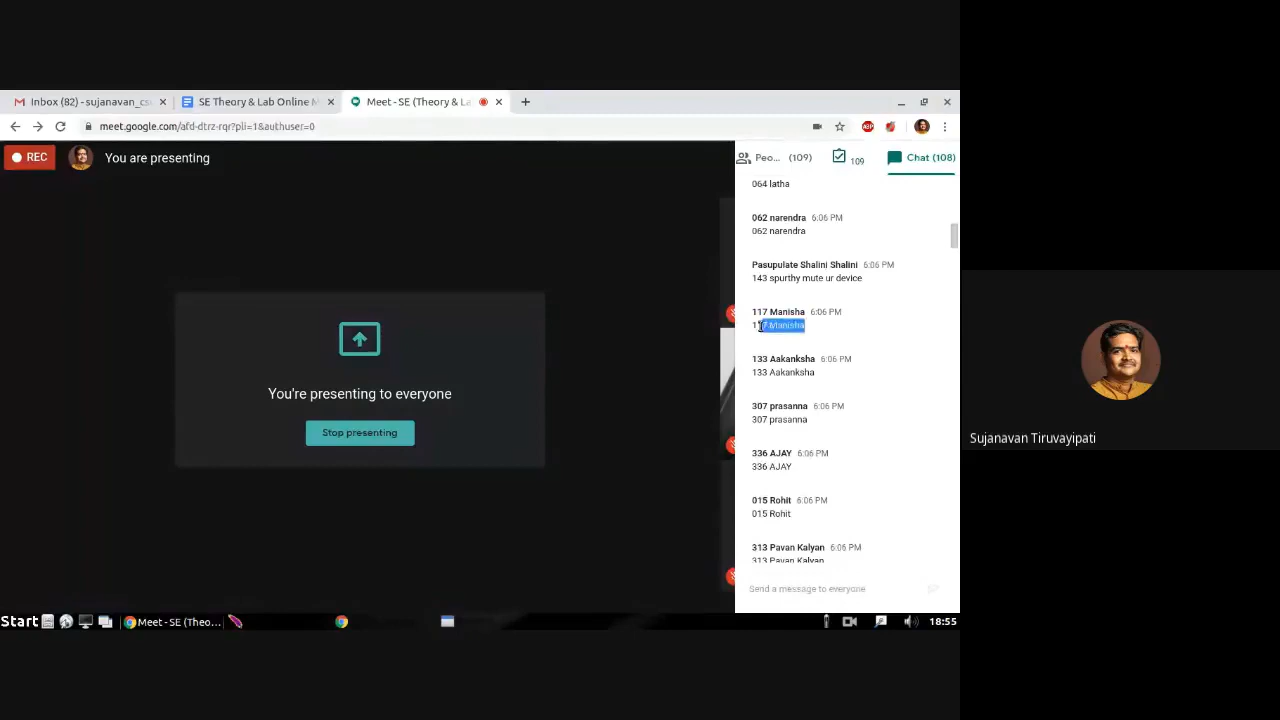 Inbox (82) - sujanavan_cs
SE Theory & Lab Online M
Meet - SE (Theory & La
meet.google.com/afd-dtrz-rqr?pli=1&authuser=0
ABP
REC
You are presenting
Peo... (109)
109
Chat (108)
064 latha
062 narendra 6:06 PM
062 narendra
Pasupulate Shalini Shalini 6:06 PM
143 spurthy mute ur device
117 Manisha 6:06 PM
117 Manisha
133 Aakanksha 6:06 PM
133 Aakanksha
307 prasanna 6:06 PM
307 prasanna
336 AJAY 6:06 PM
336 AJAY
015 Rohit 6:06 PM
015 Rohit
313 Pavan Kalyan 6:06 PM
313 Pavan Kalyan
You're presenting to everyone
Stop presenting
Send a message to everyone
Sujanavan Tiruvayipati
Start
Meet - SE (Theo...
18:55